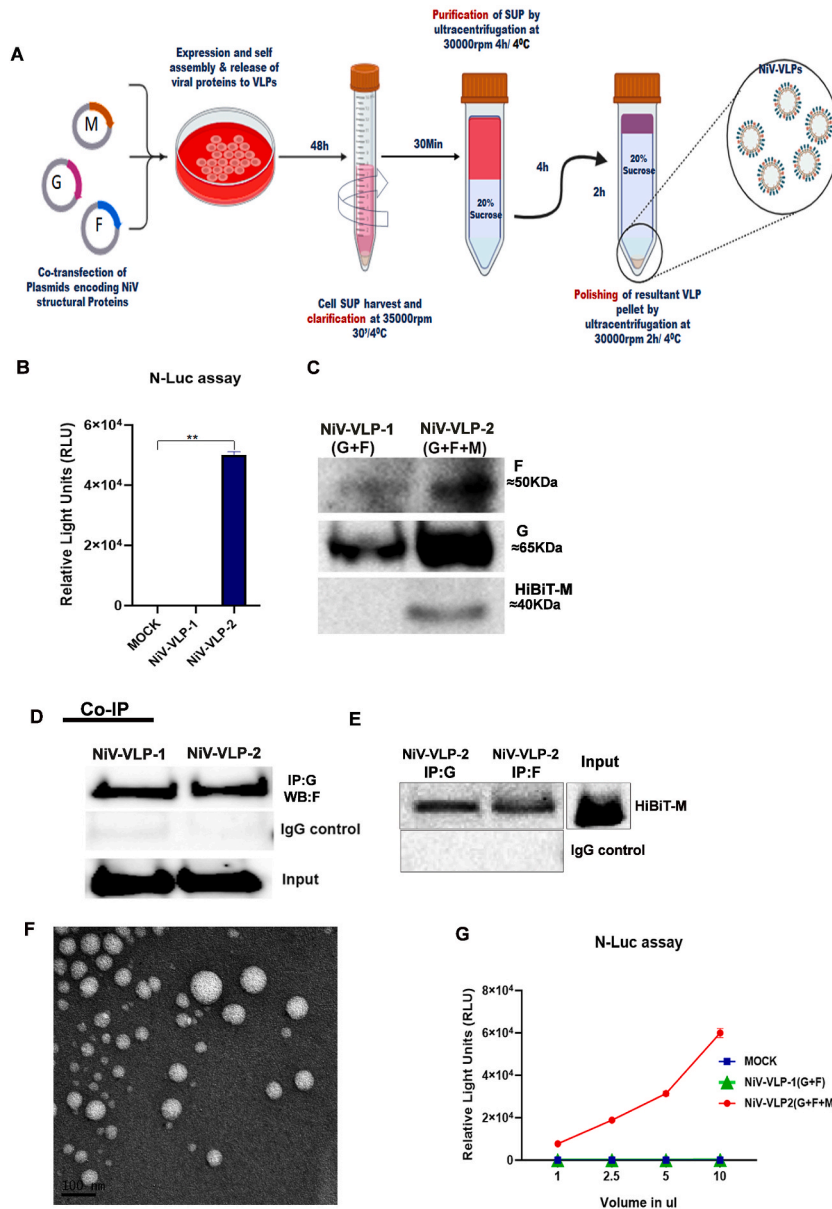 A
M
G
F
Co-transfection of
Plasmids encoding NiV
structural Proteins
Expression and self
assembly & release of
viral proteins to VLPs
48h
Cell SUP harvest and
clarification at 35000rpm
30'/4⁰C
30Min
Purification of SUP by
ultracentrifugation at
30000rpm 4h/ 4⁰C
20%
Sucrose
4h
2h
20%
Sucrose
Polishing of resultant VLP
pellet by
ultracentrifugation at
30000rpm 2h/ 4⁰C
NiV-VLPs
B
N-Luc assay
Relative Light Units (RLU)
6×10⁴
4×10⁴
2×10⁴
0
**
MOCK
NiV-VLP-1
NiV-VLP-2
C
NiV-VLP-1
(G+F)
NiV-VLP-2
(G+F+M)
F
≈50KDa
G
≈65KDa
HiBiT-M
≈40KDa
D
Co-IP
NiV-VLP-1
NiV-VLP-2
IP:G
WB:F
IgG control
Input
E
NiV-VLP-2
IP:G
NiV-VLP-2
IP:F
Input
HiBiT-M
IgG control
F
100 nm
G
N-Luc assay
Relative Light Units (RLU)
8×10⁴
6×10⁴
4×10⁴
2×10⁴
0
1
2.5
5
10
Volume in ul
MOCK
NiV-VLP-1(G+F)
NiV-VLP2(G+F+M